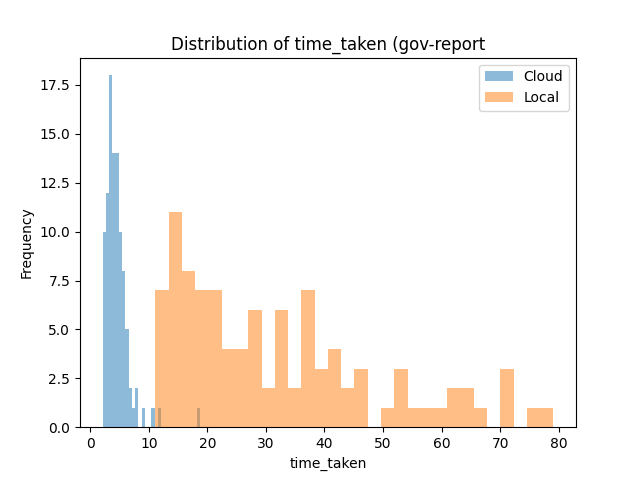 Distribution of time_taken (gov-report
Cloud
Local
Frequency
17.5
15.0
12.5
10.0
7.5
5.0
2.5
0.0
0 10 20 30 40 50 60 70 80
time_taken